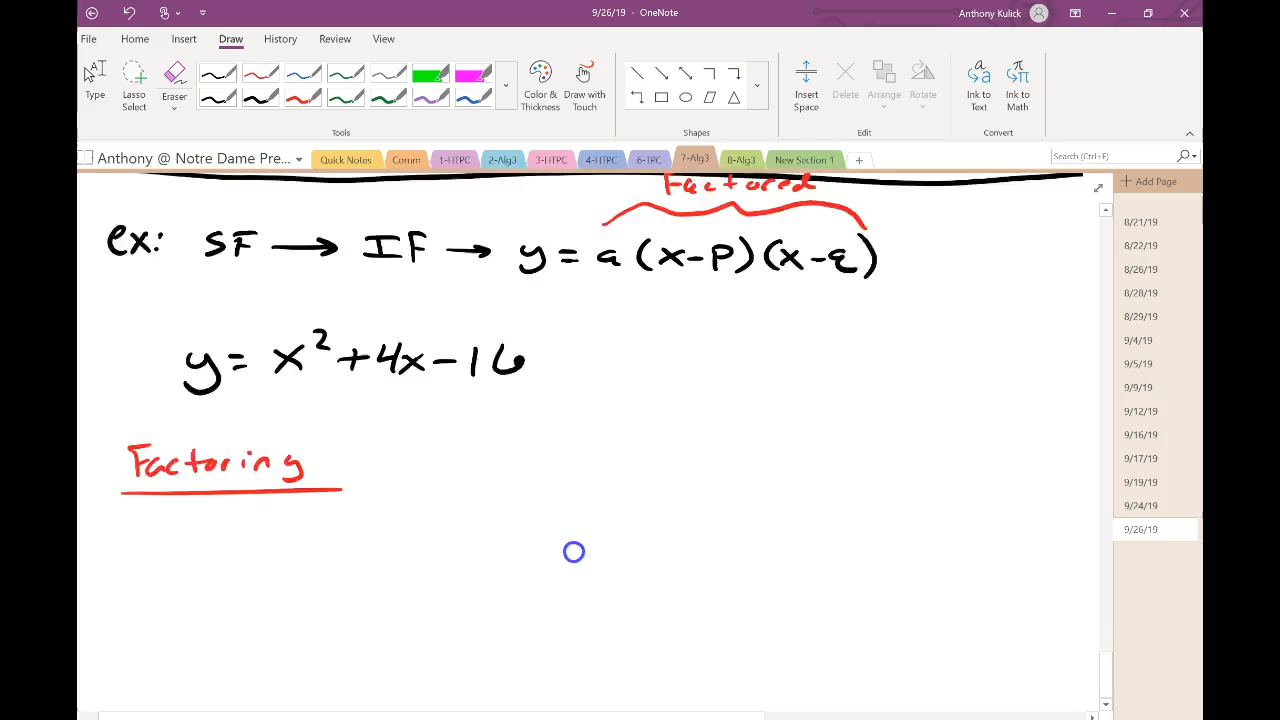 9/26/19 - OneNote
Anthony Kulick
File Home Insert Draw History Review View
Type
Lasso Select
Eraser
Color & Thickness
Draw with Touch
Insert Space
Delete
Arrange
Rotate
Ink to Text
Ink to Math
Tools
Shapes
Edit
Convert
Anthony @ Notre Dame Pre...
Quick Notes Comm 1-HTPC 2-Alg3 3-HTPC 4-HTPC 6-TPC 7-Alg3 8-Alg3 New Section 1
Search (Ctrl+F)
Add Page
8/21/19
8/22/19
8/26/19
8/28/19
8/29/19
9/4/19
9/5/19
9/9/19
9/12/19
9/16/19
9/17/19
9/19/19
9/24/19
9/26/19
Factored
ex: SF → IF → y = a(x-p)(x-q)
y = x² + 4x - 16
Factoring